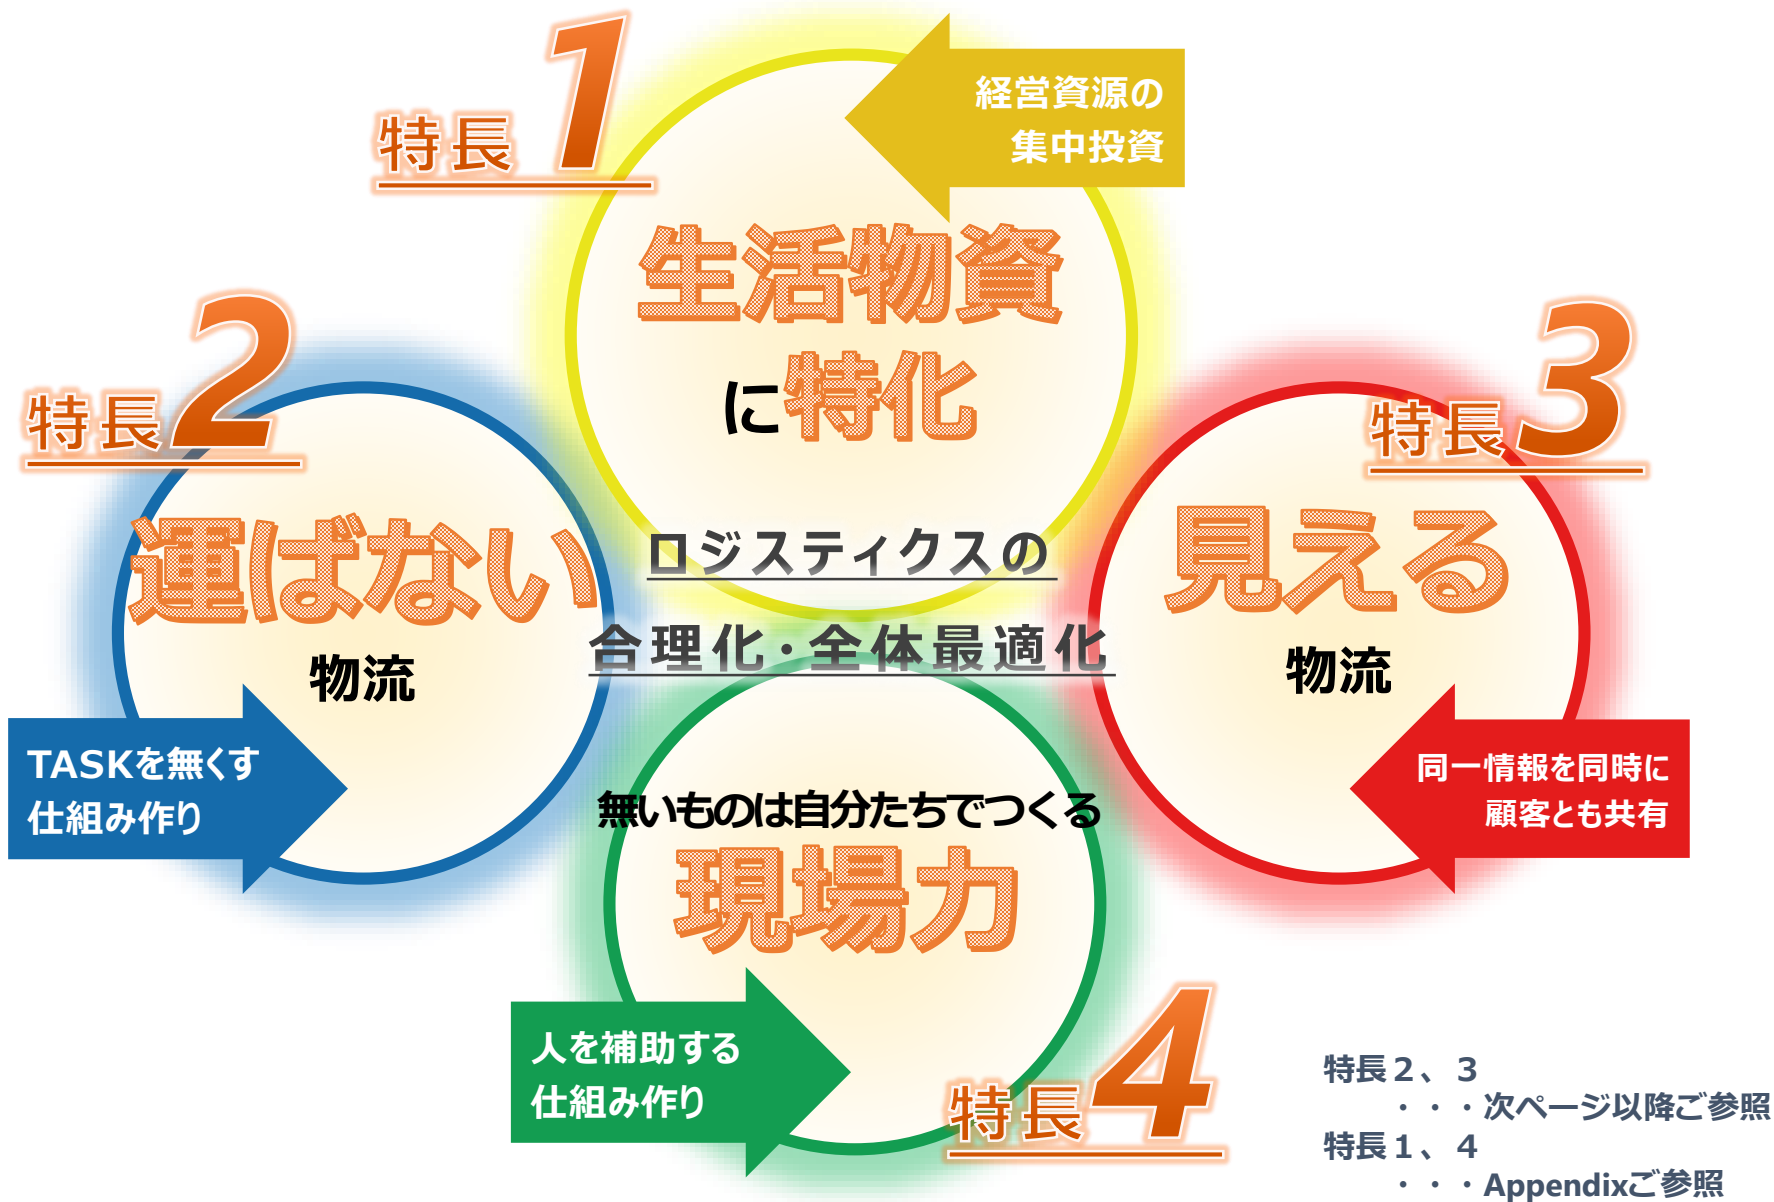 特長1
経営資源の
集中投資
生活物資
に特化
特長2
運ばない
物流
TASKを無くす
仕組み作り
特長3
見える
物流
同一情報を同時に
顧客とも共有
ロジスティクスの
合理化・全体最適化
無いものは自分たちでつくる
現場力
人を補助する
仕組み作り
特長4
特長２、３
・・・次ページ以降ご参照
特長１、４
・・・Appendixご参照